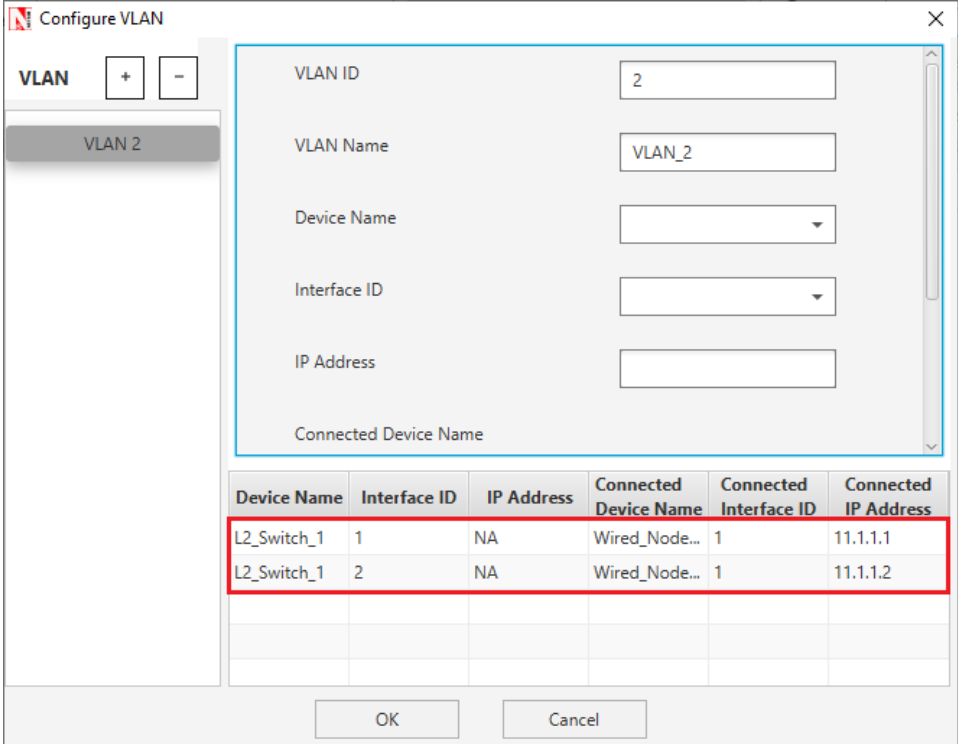 Configure VLAN
VLAN + −
VLAN 2
VLAN ID 2
VLAN Name VLAN_2
Device Name
Interface ID
IP Address
Connected Device Name
Device Name Interface ID IP Address Connected Device Name Connected Interface ID Connected IP Address
L2_Switch_1 1 NA Wired_Node... 1 11.1.1.1
L2_Switch_1 2 NA Wired_Node... 1 11.1.1.2
OK Cancel